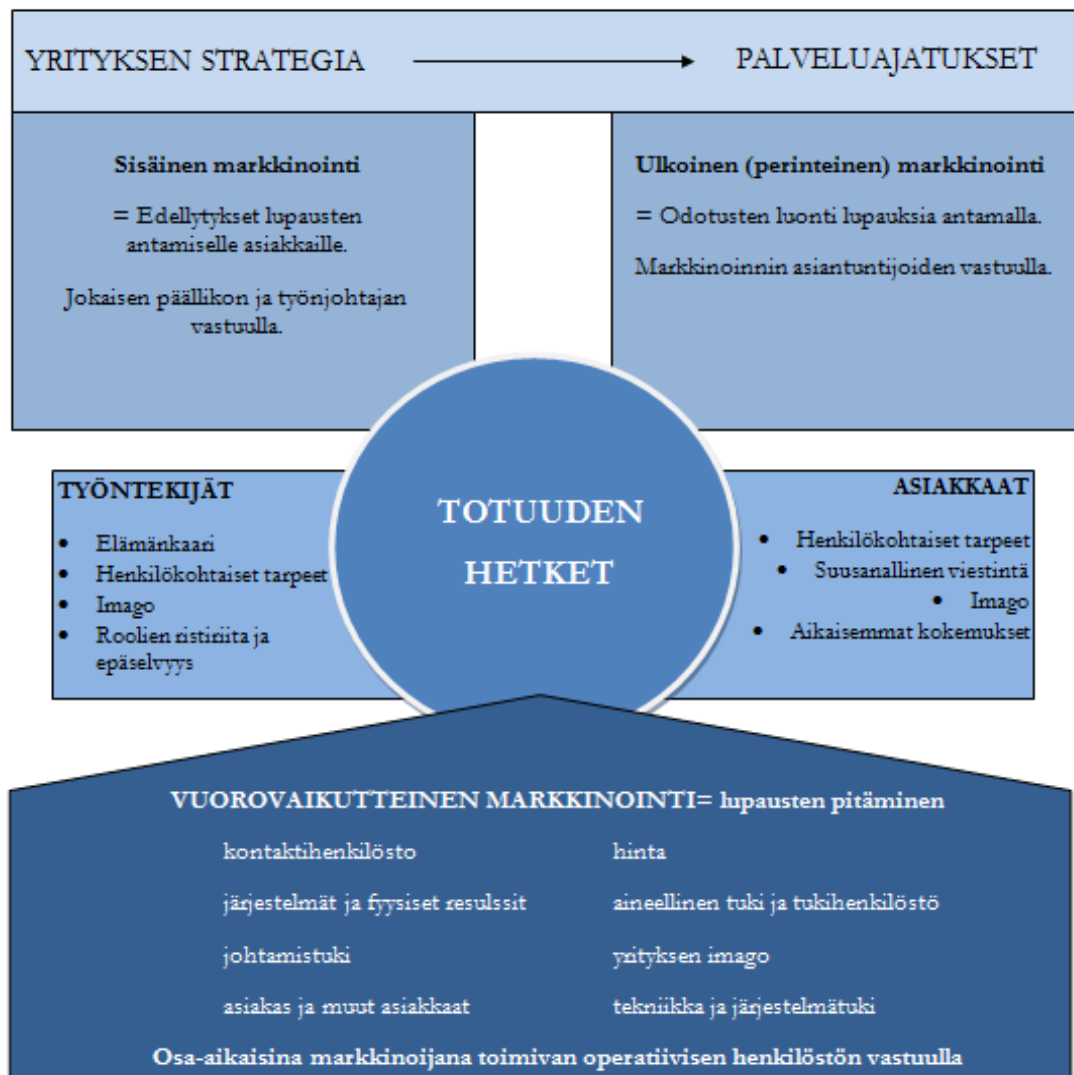 YRITYKSEN STRATEGIA
PALVELUAJATUKSET
Sisäinen markkinointi
= Edellytykset lupausten
antamiselle asiakkaille.
Jokaisen päällikon ja työnjohtajan
vastuulla.
Ulkoinen (perinteinen) markkinointi
= Odotusten luonti lupauksia antamalla.
Markkinoinnin asiantuntijoiden vastuulla.
TYÖNTEKIJÄT
• Elämänkaari
• Henkilökohtaiset tarpeet
• Imago
• Roolien ristiriita ja
epäselvyys
TOTUUDEN
HETKET
ASIAKKAAT
• Henkilökohtaiset tarpeet
• Suusanallinen viestintä
• Imago
• Aikaisemmat kokemukset
VUOROVAIKUTTEINEN MARKKINOINTI= lupausten pitäminen
kontaktihenkilösto
hinta
järjestelmät ja fyysiset resulssit
aineellinen tuki ja tukihenkilöstö
johtamistuki
yrityksen imago
asiakas ja muut asiakkaat
tekniikka ja järjestelmätuki
Osa-aikaisina markkinoijana toimivan operatiivisen henkilöstön vastuulla